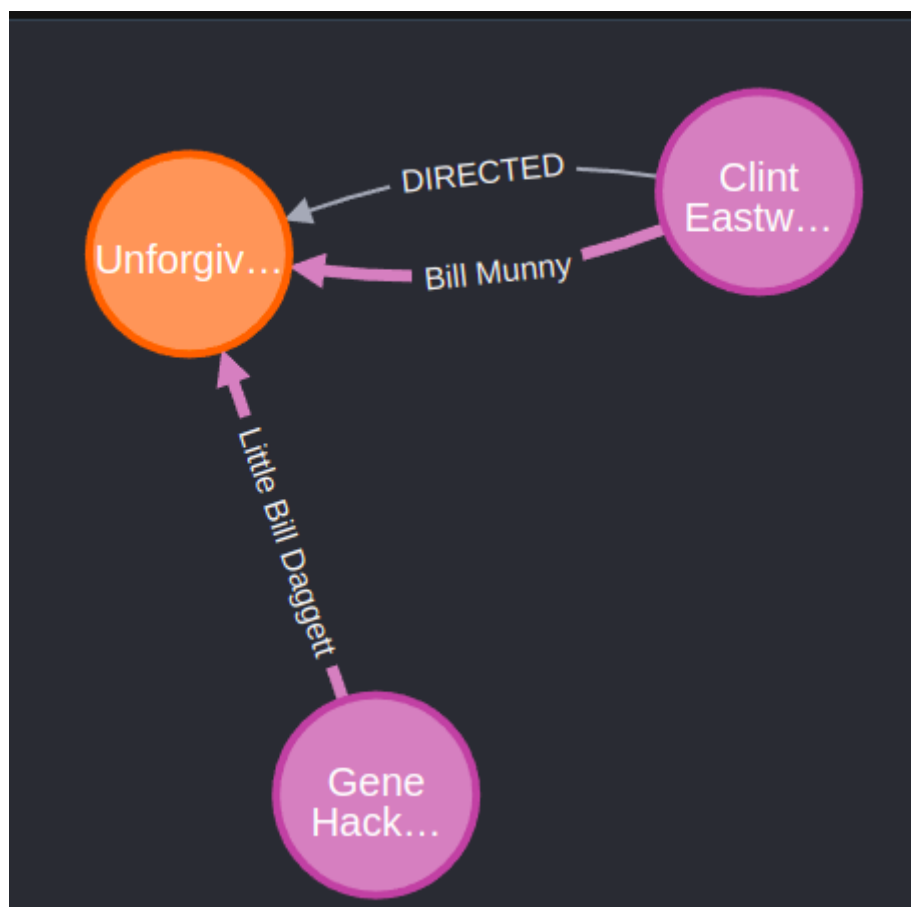 DIRECTED
Clint
Eastw…
Unforgiv…
Bill Munny
Little Bill Daggett
Gene
Hack…